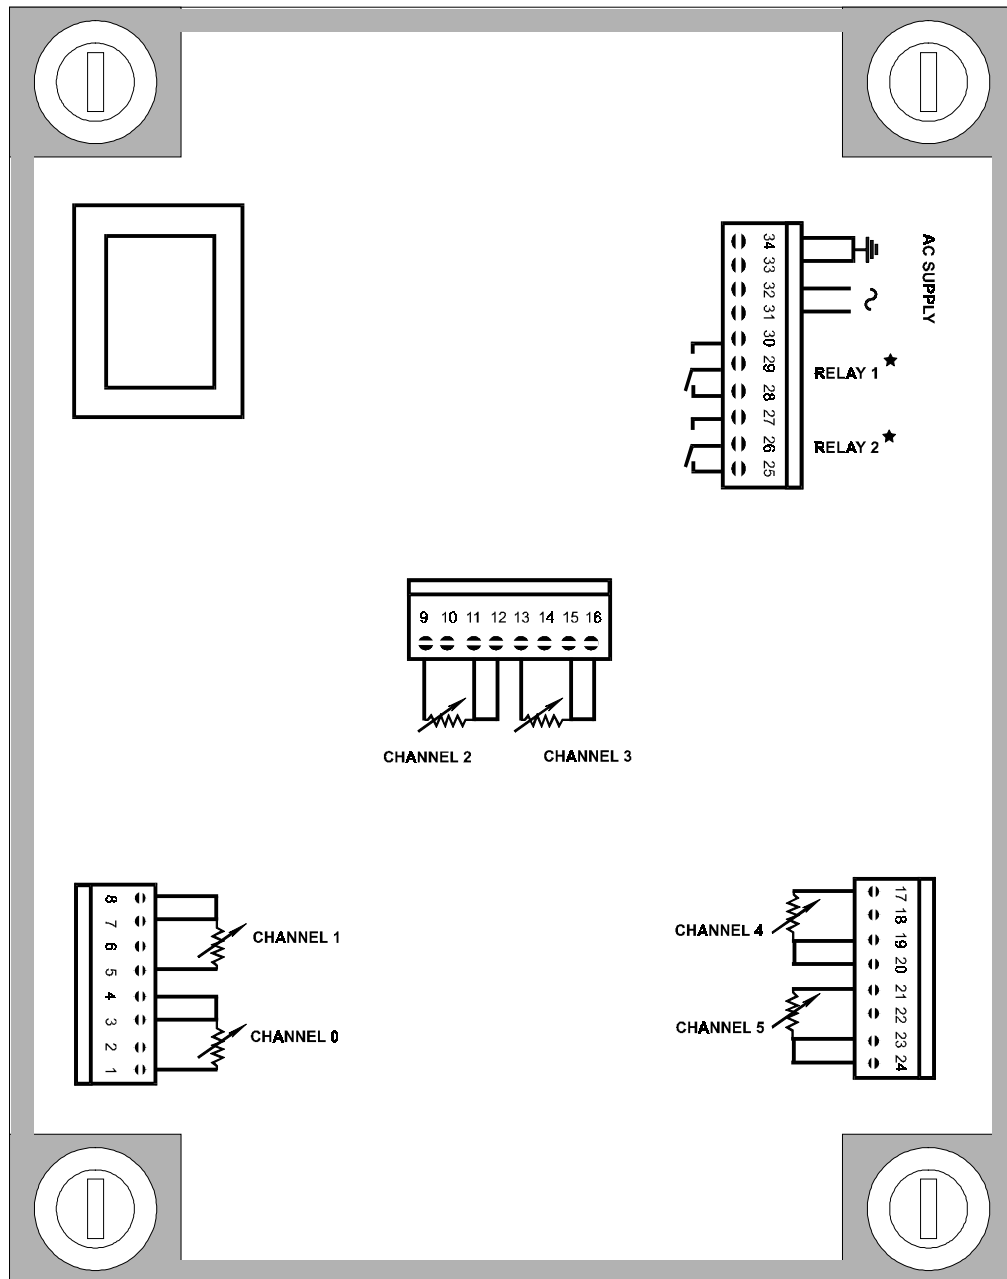 AC SUPPLY
34
33
32
31
30
29
28
27
26
25
RELAY 1 ★
RELAY 2 ★
9 10 11 12 13 14 15 16
CHANNEL 2 CHANNEL 3
8
7
6
5
4
3
2
1
CHANNEL 1
CHANNEL 0
CHANNEL 4
CHANNEL 5
17
18
19
20
21
22
23
24